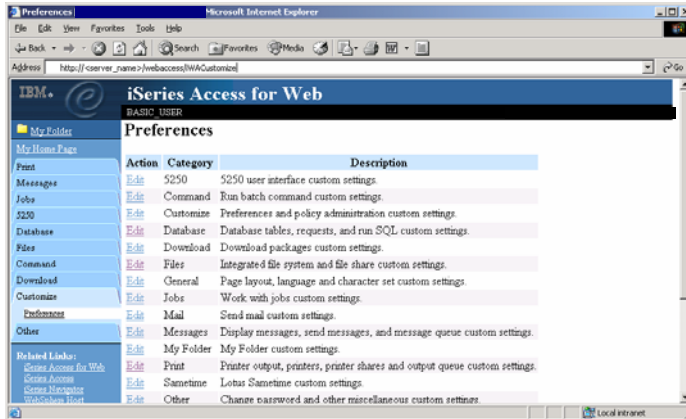 Preferences Microsoft Internet Explorer
File Edit View Favorites Tools Help
Back Search Favorites Media
Address http://<server_name>/webaccess/iWACustomize Go
IBM. iSeries Access for Web
BASIC_USER
My Folder
My Home Page
Print
Messages
Jobs
5250
Database
Files
Command
Download
Customize
Preferences
Other
Related Links:
iSeries Access for Web
iSeries Access
iSeries Navigator
WebSphere Host
Preferences
Action Category Description
Edit 5250 5250 user interface custom settings.
Edit Command Run batch command custom settings.
Edit Customize Preferences and policy administration custom settings.
Edit Database Database tables, requests, and run SQL custom settings.
Edit Download Download packages custom settings.
Edit Files Integrated file system and file share custom settings.
Edit General Page layout, language and character set custom settings.
Edit Jobs Work with jobs custom settings.
Edit Mail Send mail custom settings.
Edit Messages Display messages, send messages, and message queue custom settings.
Edit My Folder My Folder custom settings.
Edit Print Printer output, printers, printer shares and output queue custom settings.
Edit Sametime Lotus Sametime custom settings.
Edit Other Change password and other miscellaneous custom settings.
Local intranet